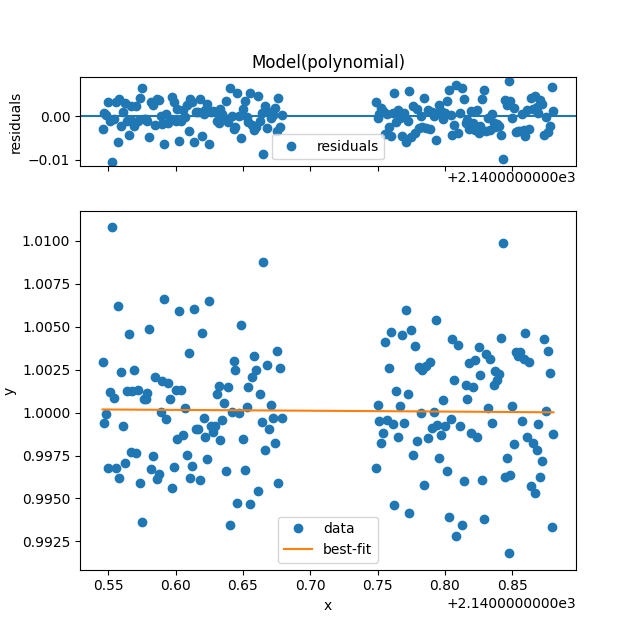 Model(polynomial)
residuals
0.00
−0.01
residuals
+2.1400000000e3
y
1.0100
1.0075
1.0050
1.0025
1.0000
0.9975
0.9950
0.9925
data
best-fit
0.55 0.60 0.65 0.70 0.75 0.80 0.85
x
+2.1400000000e3